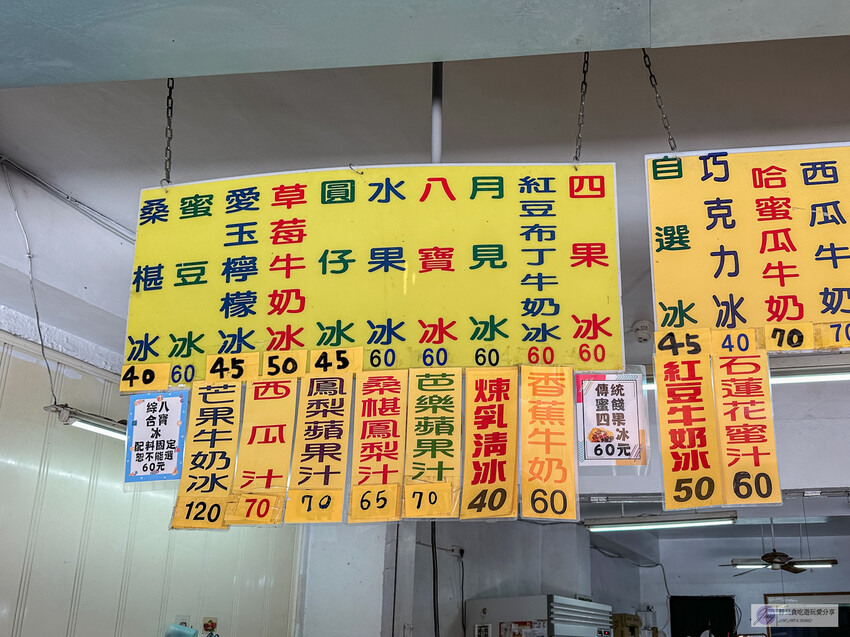 四果冰 60
紅豆布丁牛奶冰 60
月見冰 60
八寶冰 60
水果冰 60
圓仔冰 45
草莓牛奶冰 50
愛玉檸檬冰 45
蜜豆冰 60
桑椹冰 40
西瓜牛奶 70
哈蜜瓜牛奶 70
巧克力冰 40
自選冰 45
綜八
合寶
冰
配料固定
恕不能選
60元
芒果牛奶冰 120
西瓜汁 70
鳳梨蘋果汁 70
桑椹鳳梨汁 65
芭樂蘋果汁 70
煉乳清冰 40
香蕉牛奶 60
傳統
蜜餞
四果
冰
60元
紅豆牛奶冰 50
石蓮花蜜汁 60